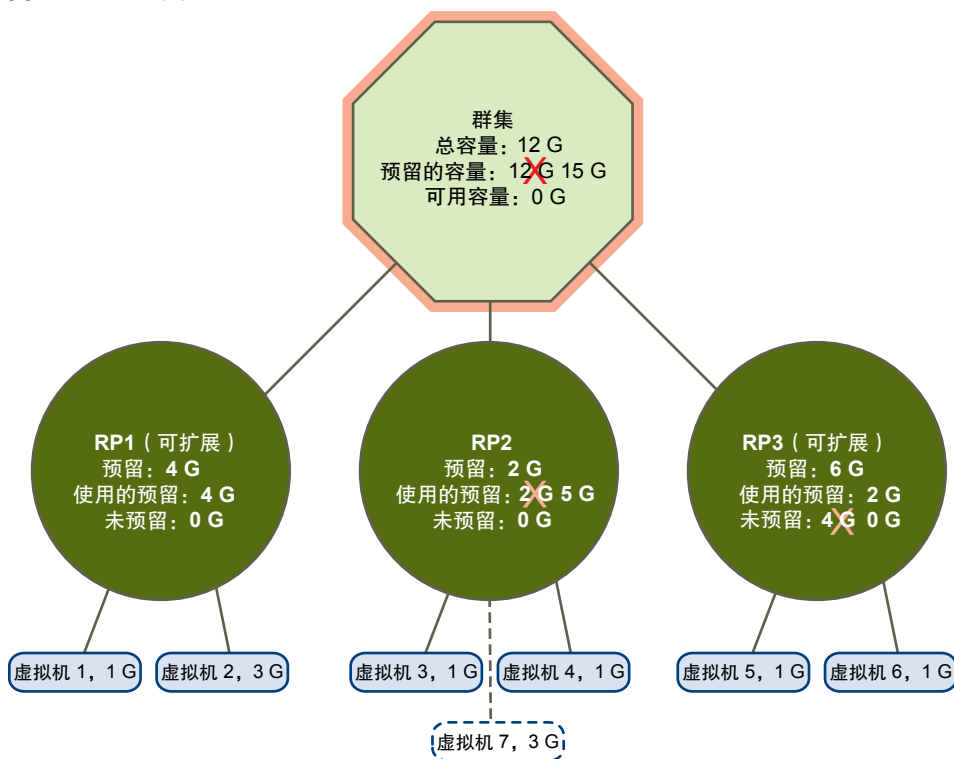 群集
总容量：12 G
预留的容量：12 G 15 G
可用容量：0 G
RP1（可扩展）
预留：4 G
使用的预留：4 G
未预留：0 G
RP2
预留：2 G
使用的预留：2 G 5 G
未预留：0 G
RP3（可扩展）
预留：6 G
使用的预留：2 G
未预留：4 G 0 G
虚拟机 1，1 G
虚拟机 2，3 G
虚拟机 3，1 G
虚拟机 4，1 G
虚拟机 5，1 G
虚拟机 6，1 G
虚拟机 7，3 G